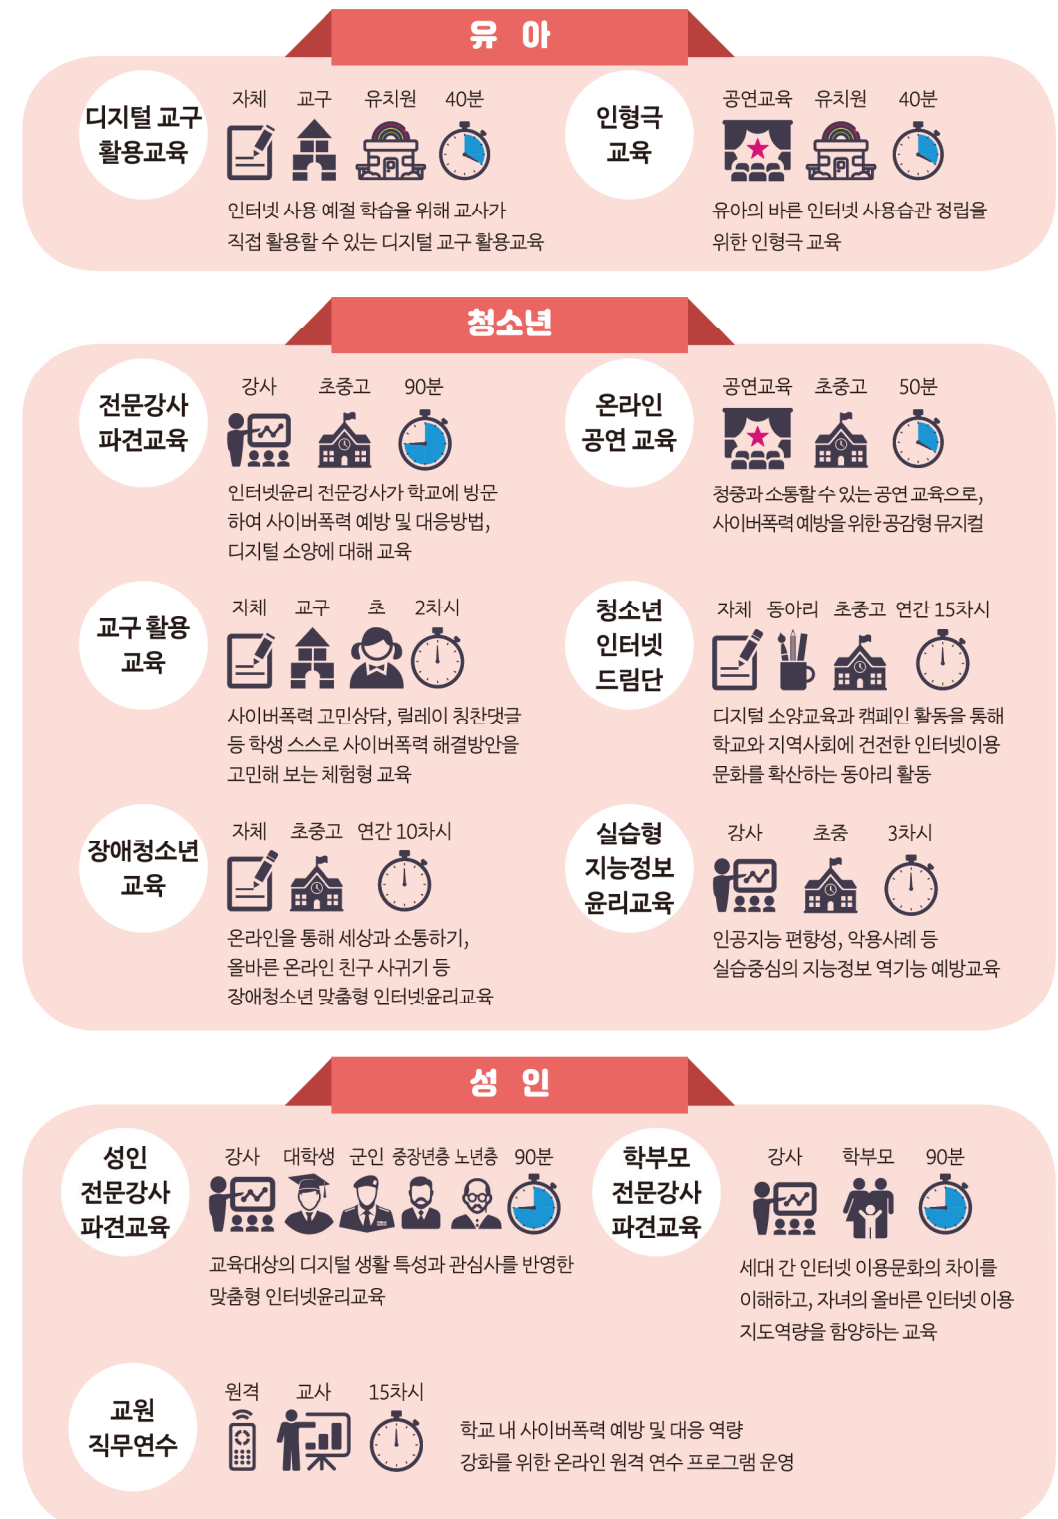 유 아
디지털 교구
활용교육
자체 교구 유치원 40분
인터넷 사용 예절 학습을 위해 교사가
직접 활용할 수 있는 디지털 교구 활용교육
인형극
교육
공연교육 유치원 40분
유아의 바른 인터넷 사용습관 정립을
위한 인형극 교육
청소년
전문강사
파견교육
강사 초중고 90분
인터넷윤리 전문강사가 학교에 방문
하여 사이버폭력 예방 및 대응방법,
디지털 소양에 대해 교육
온라인
공연 교육
공연교육 초중고 50분
청중과 소통할 수 있는 공연 교육으로,
사이버폭력 예방을 위한 공감형 뮤지컬
교구 활용
교육
자체 교구 초 2차시
사이버폭력 고민상담, 릴레이 칭찬댓글
등 학생 스스로 사이버폭력 해결방안을
고민해 보는 체험형 교육
청소년
인터넷
드림단
자체 동아리 초중고 연간 15차시
디지털 소양교육과 캠페인 활동을 통해
학교와 지역사회에 건전한 인터넷이용
문화를 확산하는 동아리 활동
장애청소년
교육
자체 초중고 연간 10차시
온라인을 통해 세상과 소통하기,
올바른 온라인 친구 사귀기 등
장애청소년 맞춤형 인터넷윤리교육
실습형
지능정보
윤리교육
강사 초중 3차시
인공지능 편향성, 악용사례 등
실습중심의 지능정보 역기능 예방교육
성 인
성인
전문강사
파견교육
강사 대학생 군인 중장년층 노년층 90분
교육대상의 디지털 생활 특성과 관심사를 반영한
맞춤형 인터넷윤리교육
학부모
전문강사
파견교육
강사 학부모 90분
세대 간 인터넷 이용문화의 차이를
이해하고, 자녀의 올바른 인터넷 이용
지도역량을 함양하는 교육
교원
직무연수
원격 교사 15차시
학교 내 사이버폭력 예방 및 대응 역량
강화를 위한 온라인 원격 연수 프로그램 운영